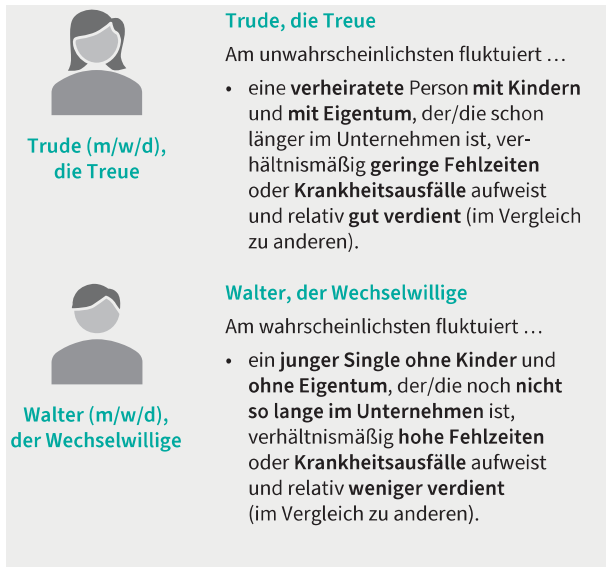 Trude, die Treue
Am unwahrscheinlichsten fluktuiert …
• eine verheiratete Person mit Kindern
und mit Eigentum, der/die schon
länger im Unternehmen ist, ver-
hältnismäßig geringe Fehlzeiten
oder Krankheitsausfälle aufweist
und relativ gut verdient (im Vergleich
zu anderen).
Trude (m/w/d),
die Treue
Walter, der Wechselwillige
Am wahrscheinlichsten fluktuiert …
• ein junger Single ohne Kinder und
ohne Eigentum, der/die noch nicht
so lange im Unternehmen ist,
verhältnismäßig hohe Fehlzeiten
oder Krankheitsausfälle aufweist
und relativ weniger verdient
(im Vergleich zu anderen).
Walter (m/w/d),
der Wechselwillige